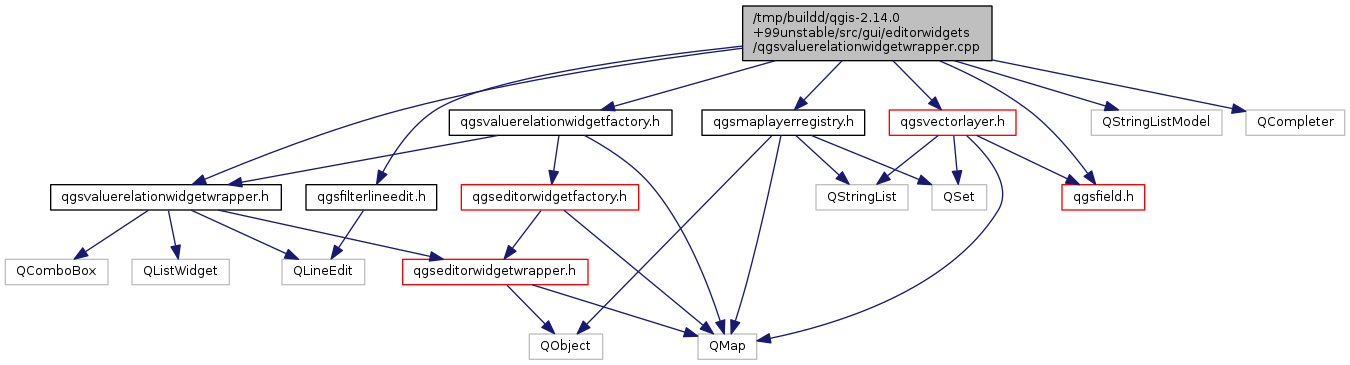 /tmp/buildd/qgis-2.14.0
+99unstable/src/gui/editorwidgets
/qgsvaluerelationwidgetwrapper.cpp
qgsvaluerelationwidgetfactory.h
qgsmaplayerregistry.h
qgsvectorlayer.h
QStringListModel
QCompleter
qgsvaluerelationwidgetwrapper.h
qgsfilterlineedit.h
qgseditorwidgetfactory.h
QStringList
QSet
qgsfield.h
QComboBox
QListWidget
QLineEdit
qgseditorwidgetwrapper.h
QObject
QMap